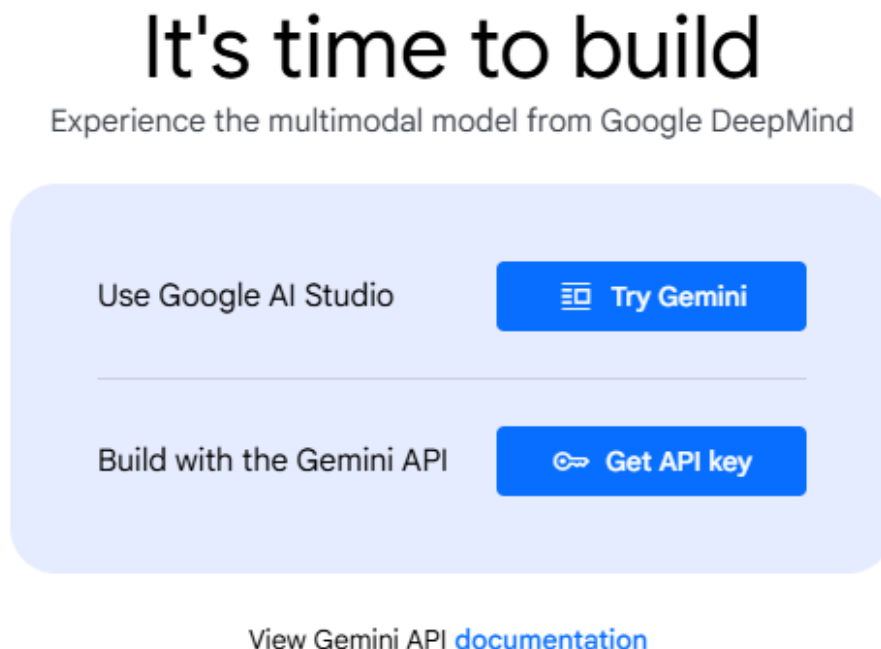 It's time to build
Experience the multimodal model from Google DeepMind
Use Google AI Studio
Try Gemini
Build with the Gemini API
Get API key
View Gemini API documentation